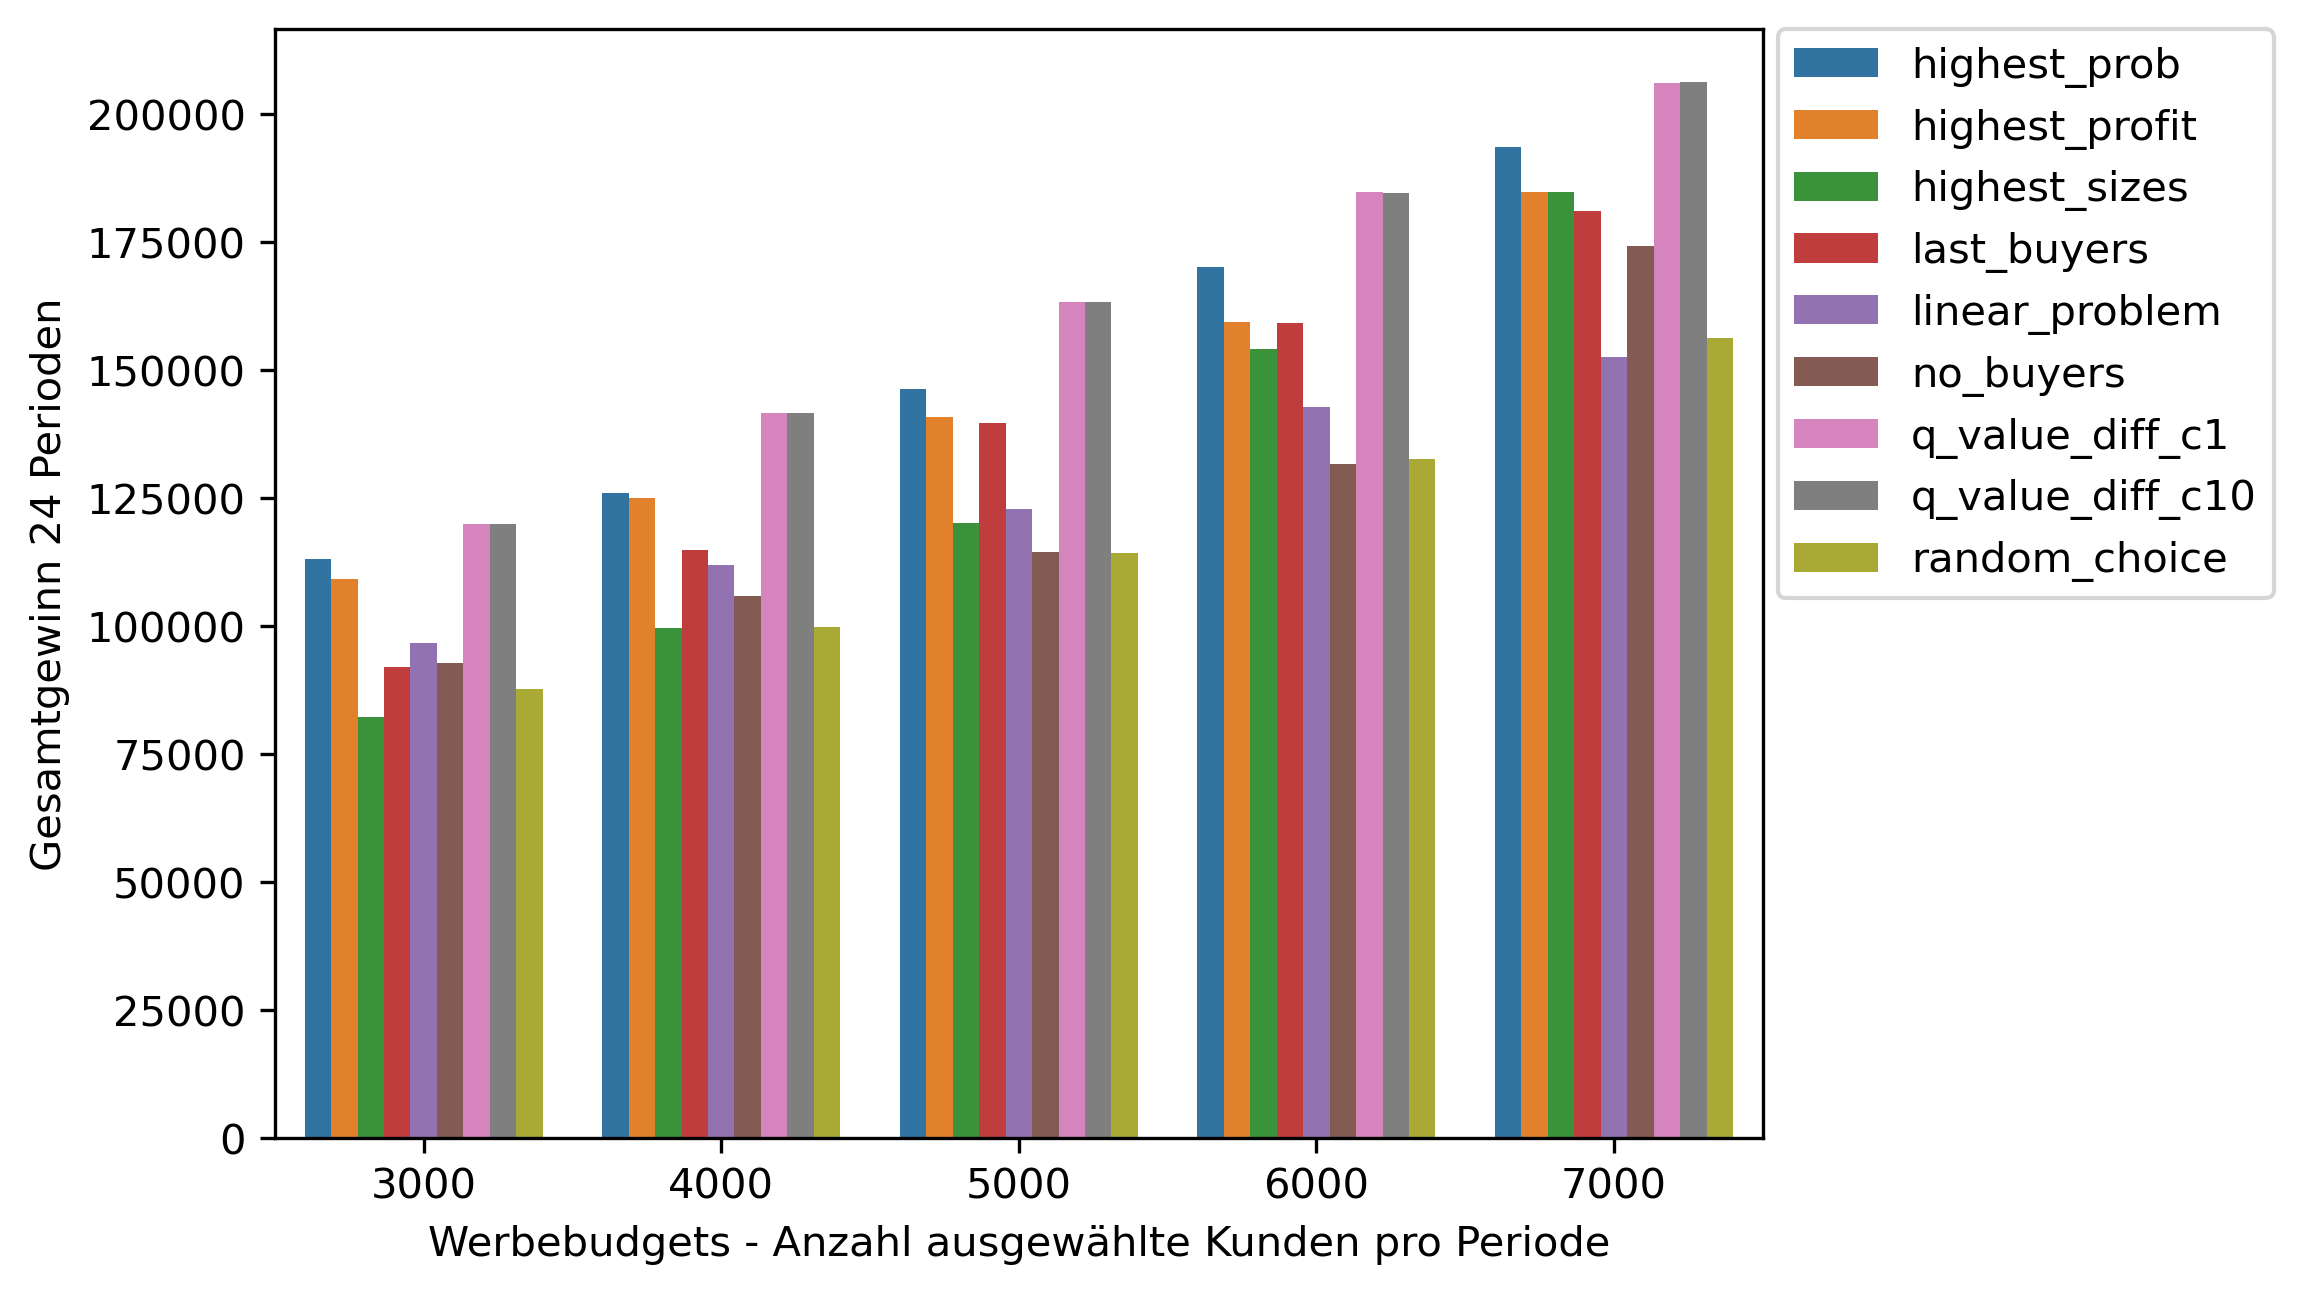 Gesamtgewinn 24 Perioden
200000
175000
150000
125000
100000
75000
50000
25000
0
3000 4000 5000 6000 7000
Werbebudgets - Anzahl ausgewählte Kunden pro Periode
highest_prob
highest_profit
highest_sizes
last_buyers
linear_problem
no_buyers
q_value_diff_c1
q_value_diff_c10
random_choice